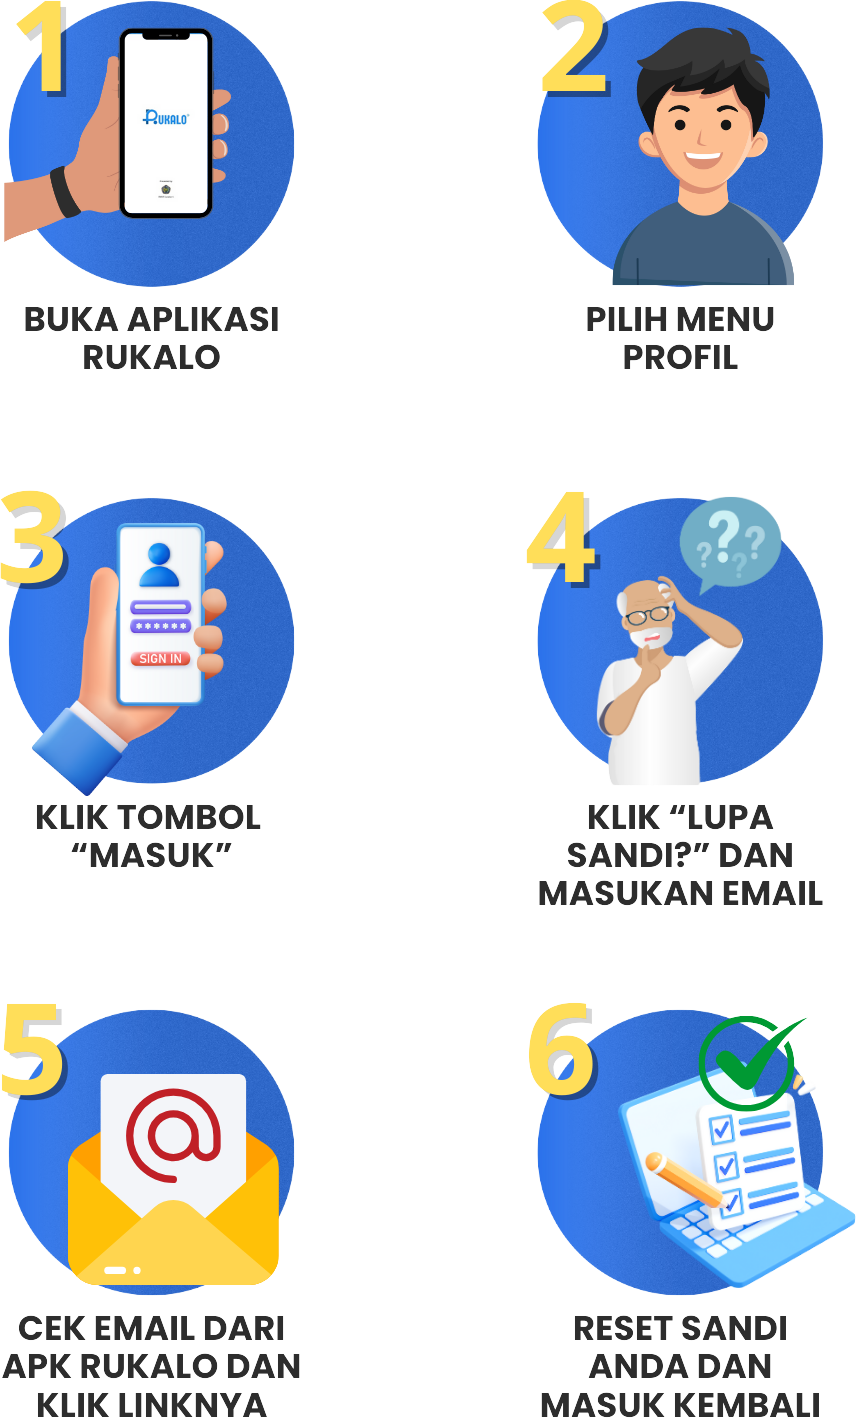 1
RUKALO
BUKA APLIKASI
RUKALO
2
PILIH MENU
PROFIL
3
******
SIGN IN
KLIK TOMBOL
“MASUK”
4
? ? ? ?
KLIK “LUPA
SANDI?” DAN
MASUKAN EMAIL
5
@
CEK EMAIL DARI
APK RUKALO DAN
KLIK LINKNYA
6
RESET SANDI
ANDA DAN
MASUK KEMBALI